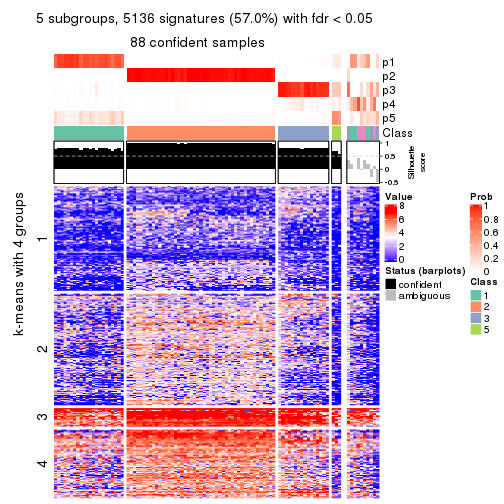 5 subgroups, 5136 signatures (57.0%) with fdr < 0.05
88 confident samples
p1
p2
p3
p4
p5
Class
1
0.5
0
-0.5
Silhouette
score
k-means with 4 groups
1
2
3
4
Value
8
6
4
2
0
Status (barplots)
confident
ambiguous
Prob
1
0.8
0.6
0.4
0.2
0
Class
1
2
3
5